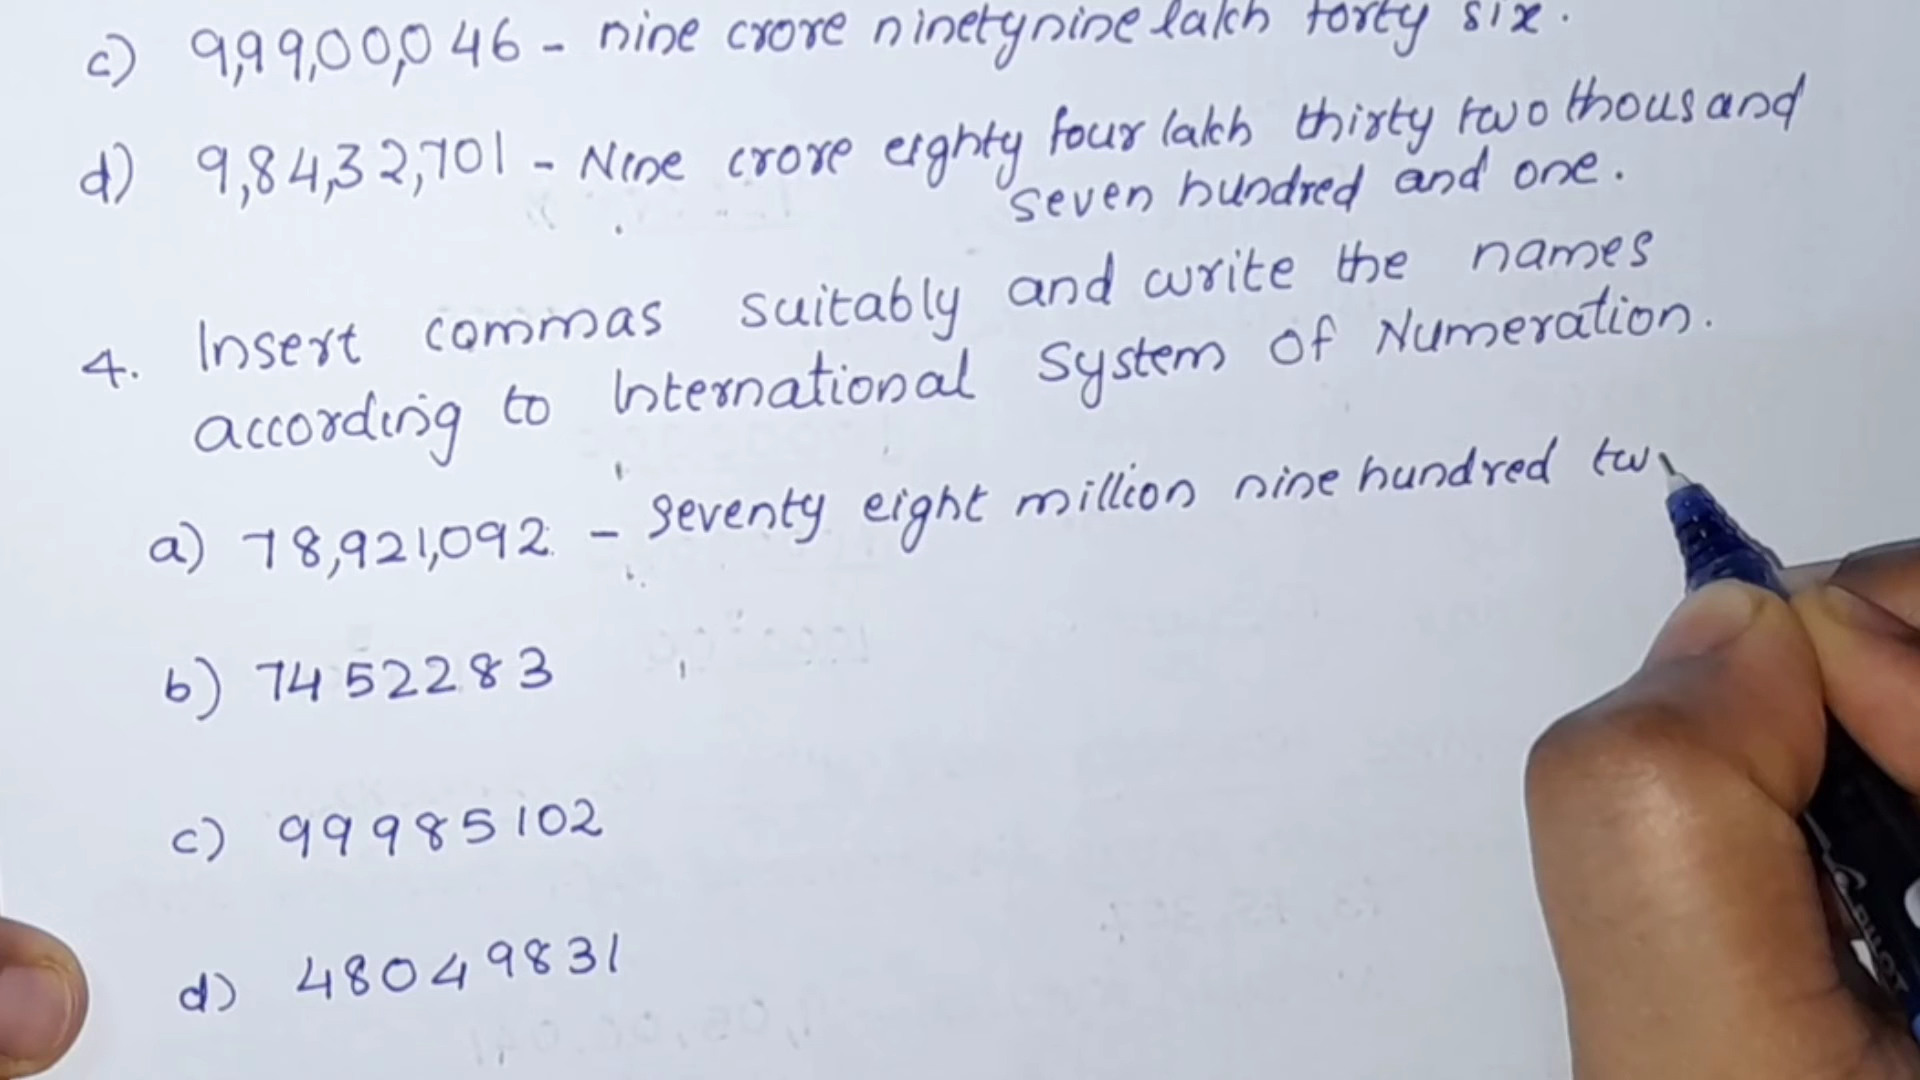 c) 9,99,00,046 - nine crore ninetynine lakh forty six.
d) 9,84,32,701 - Nine crore eighty four lakh thirty two thousand
seven hundred and one.
4. Insert commas suitably and write the names
according to International System Of Numeration.
a) 78,921,092 - Seventy eight million nine hundred tw
b) 7452283
c) 99985102
d) 48049831
PILOT